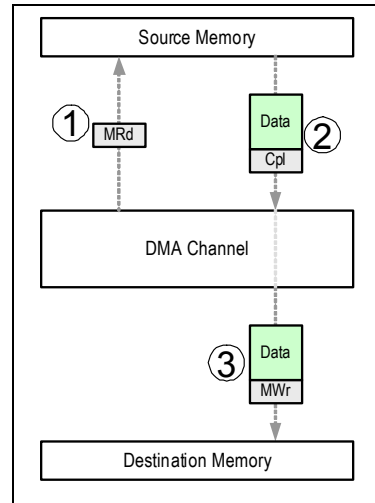 Source Memory
1
MRd
Data
Cpl
2
DMA Channel
3
Data
MWr
Destination Memory